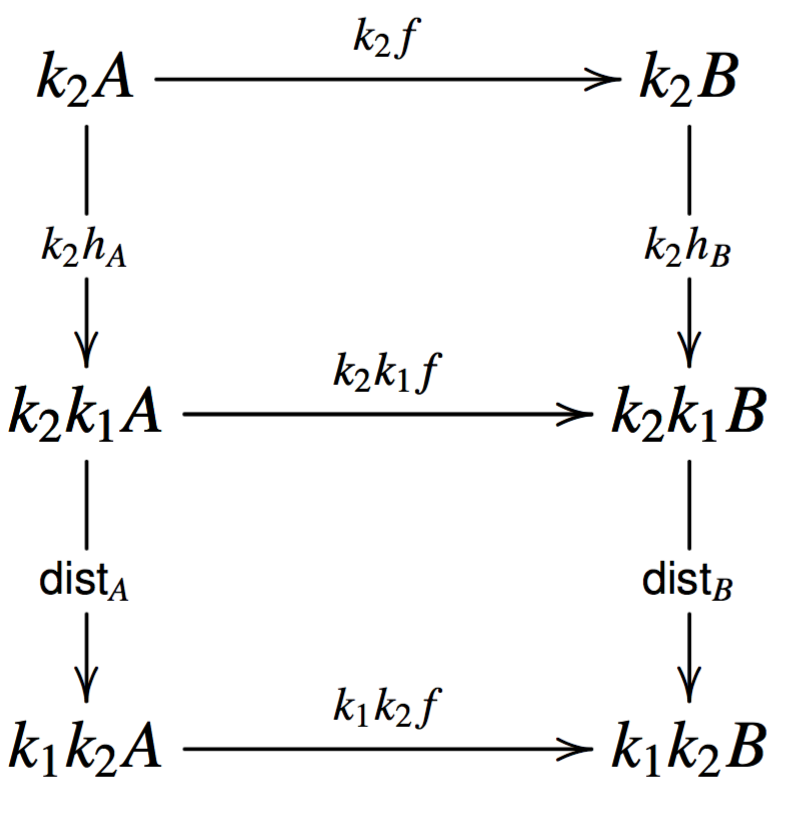 k₂f
k₂A k₂B
k₂h_A k₂h_B
k₂k₁f
k₂k₁A k₂k₁B
dist_A dist_B
k₁k₂f
k₁k₂A k₁k₂B